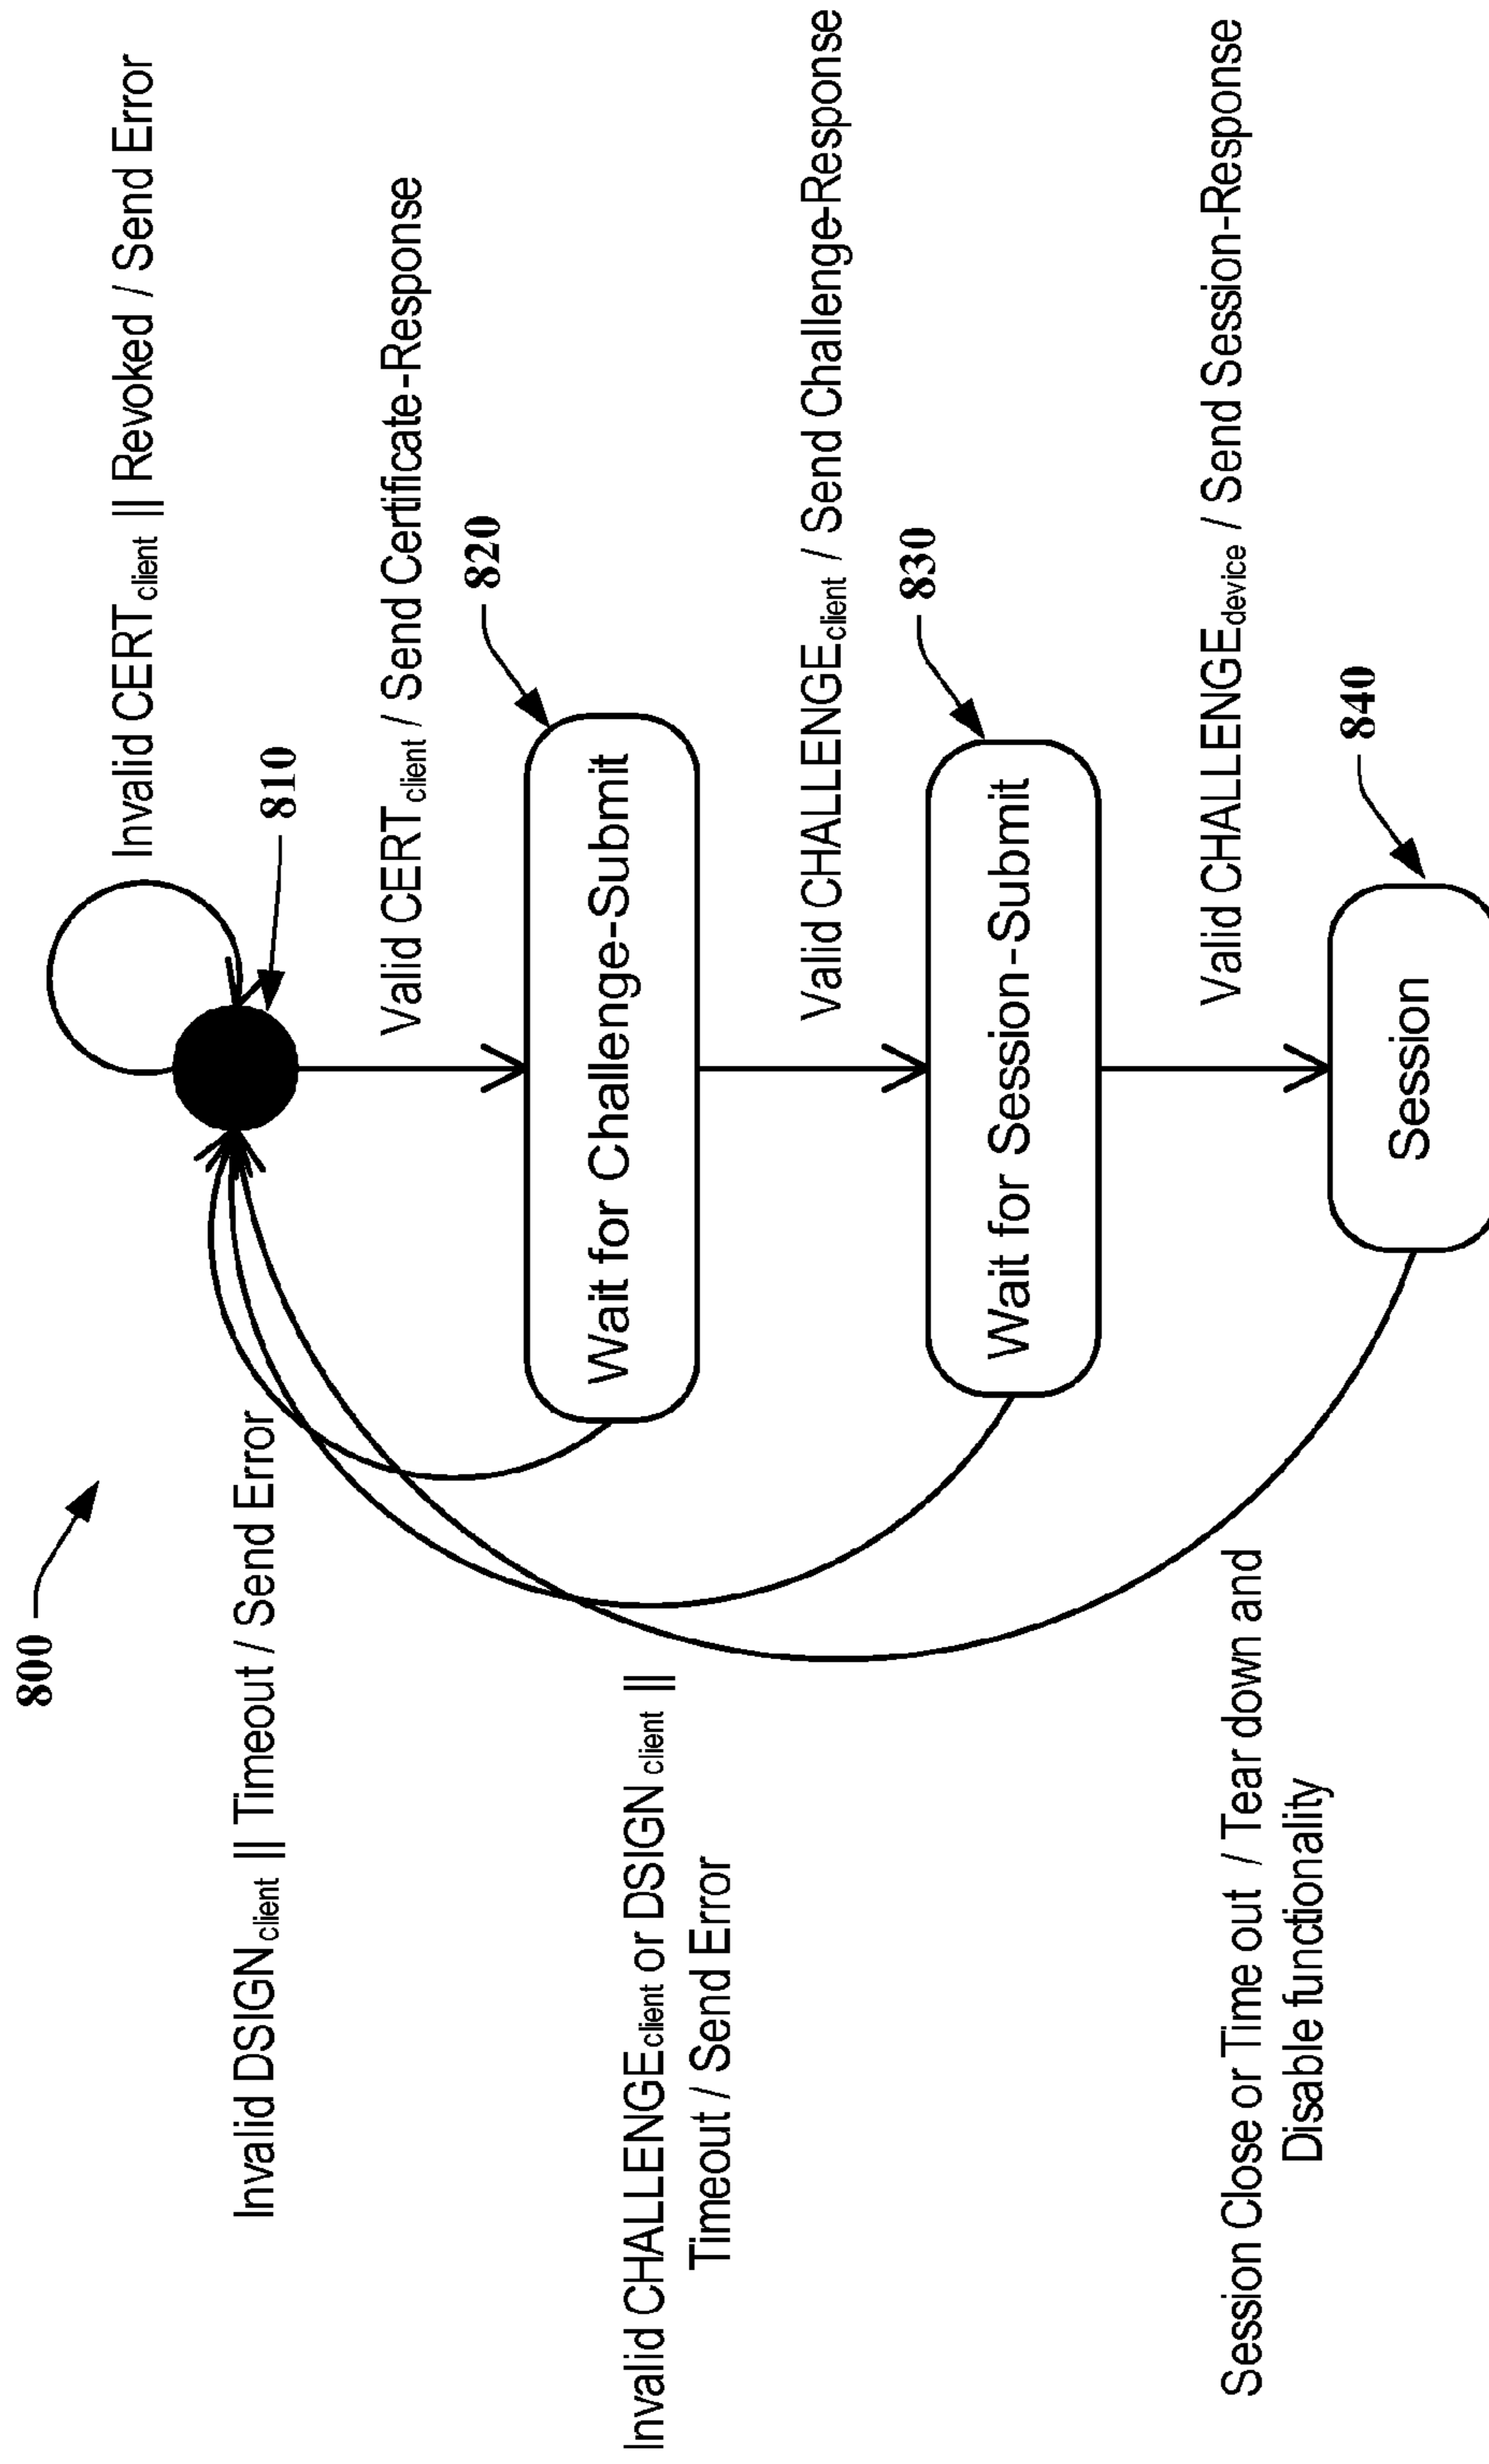 800
Invalid CERTclient || Revoked / Send Error
810
Invalid DSIGNclient || Timeout / Send Error
Valid CERTclient / Send Certificate-Response
820
Wait for Challenge-Submit
Invalid CHALLENGEclient or DSIGN client ||
Timeout / Send Error
Valid CHALLENGEclient / Send Challenge-Response
830
Wait for Session-Submit
Valid CHALLENGEdevice / Send Session-Response
840
Session Close or Time out / Tear down and
Disable functionality
Session